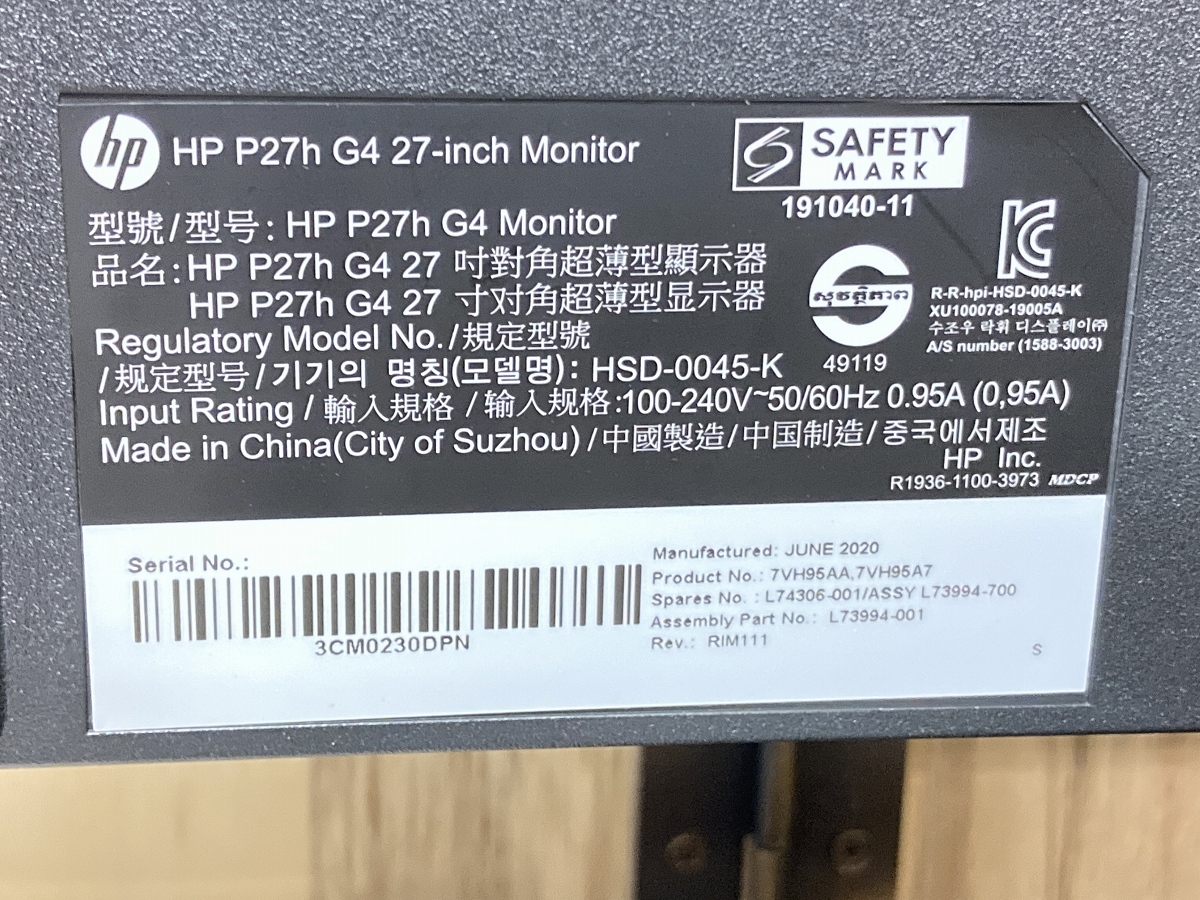 hp HP P27h G4 27-inch Monitor
SAFETY
MARK
191040-11
型號/型号: HP P27h G4 Monitor
品名:HP P27h G4 27 吋對角超薄型顯示器
HP P27h G4 27 寸对角超薄型显示器
Regulatory Model No./規定型號
/规定型号/기기의 명칭(모델명): HSD-0045-K
Input Rating / 輸入規格 / 输入规格:100-240V~50/60Hz 0.95A (0,95A)
Made in China(City of Suzhou)/中國製造/中国制造/중국에서제조
HP Inc.
R1936-1100-3973 MDCP
49119
R-R-hpi-HSD-0045-K
XU100078-19005A
수조우 락휘 디스플레이㈜
A/S number (1588-3003)
Serial No.:
3CM0230DPN
Manufactured: JUNE 2020
Product No.: 7VH95AA,7VH95A7
Spares No. : L74306-001/ASSY L73994-700
Assembly Part No.: L73994-001
Rev.: RIM111
S